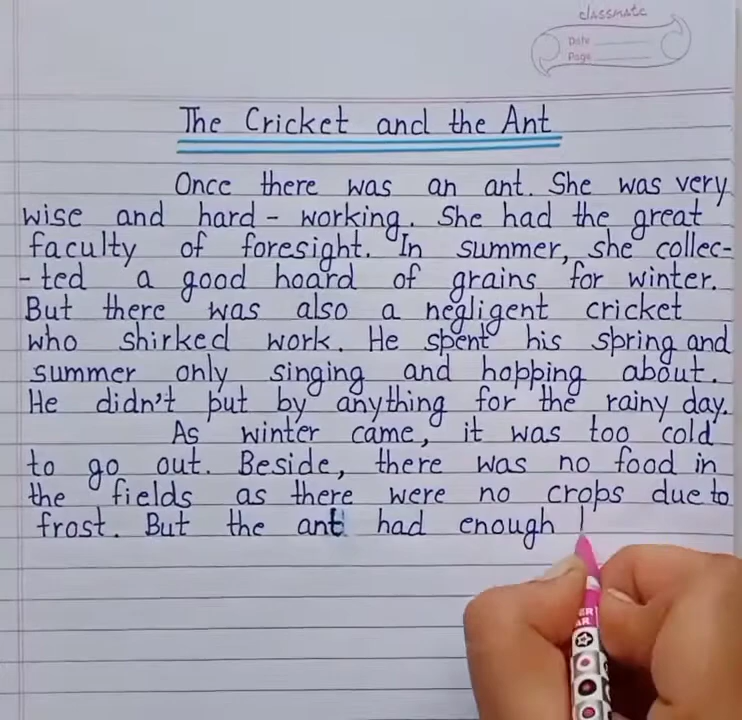 classmate
Date
Page
The Cricket and the Ant
Once there was an ant. She was very
wise and hard - working. She had the great
faculty of foresight. In summer, she collec-
-ted a good hoard of grains for winter.
But there was also a negligent cricket
who shirked work. He spent his spring and
summer only singing and hopping about.
He didn't put by anything for the rainy day.
As winter came, it was too cold
to go out. Beside, there was no food in
the fields as there were no crops due to
frost. But the ant had enough